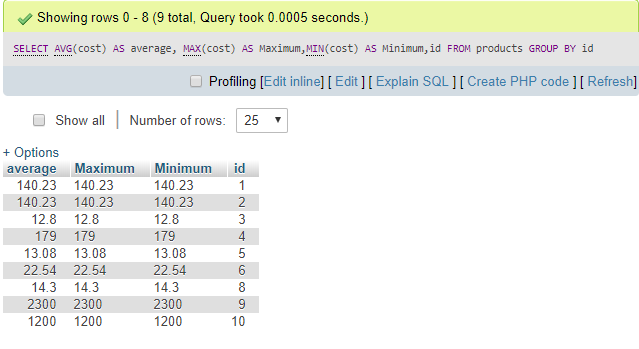 Showing rows 0 - 8 (9 total, Query took 0.0005 seconds.)
SELECT AVG(cost) AS average, MAX(cost) AS Maximum,MIN(cost) AS Minimum,id FROM products GROUP BY id
Profiling [Edit inline] [ Edit ] [ Explain SQL ] [ Create PHP code ] [ Refresh]
Show all | Number of rows: 25
+ Options
average Maximum Minimum id
140.23 140.23 140.23 1
140.23 140.23 140.23 2
12.8 12.8 12.8 3
179 179 179 4
13.08 13.08 13.08 5
22.54 22.54 22.54 6
14.3 14.3 14.3 8
2300 2300 2300 9
1200 1200 1200 10